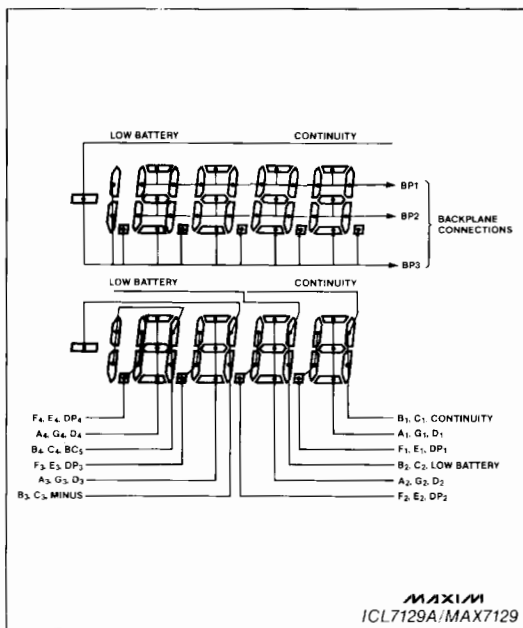 LOW BATTERY CONTINUITY
BP1
BP2
BACKPLANE
CONNECTIONS
BP3
LOW BATTERY CONTINUITY
F4, E4, DP4
A4, G4, D4
B4, C4, BC5
F3, E3, DP3
A3, G3, D3
B3, C3, MINUS
B1, C1, CONTINUITY
A1, G1, D1
F1, E1, DP1
B2, C2, LOW BATTERY
A2, G2, D2
F2, E2, DP2
MAXIM
ICL7129A/MAX7129